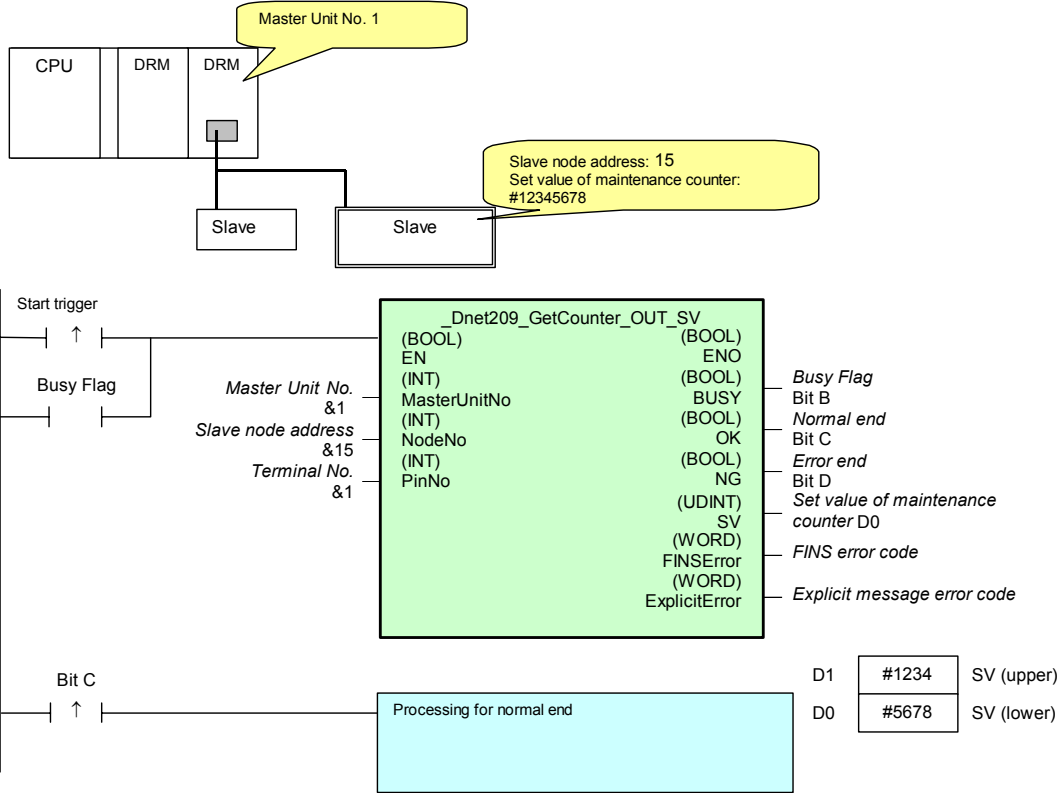 Master Unit No. 1
CPU
DRM
DRM
Slave node address: 15
Set value of maintenance counter:
#12345678
Slave
Slave
Start trigger
↑
Busy Flag
_Dnet209_GetCounter_OUT_SV
(BOOL)
EN
(INT)
MasterUnitNo
(INT)
NodeNo
(INT)
PinNo
(BOOL)
ENO
(BOOL)
BUSY
(BOOL)
OK
(BOOL)
NG
(UDINT)
SV
(WORD)
FINSError
(WORD)
ExplicitError
Master Unit No.
&1
Slave node address
&15
Terminal No.
&1
Busy Flag
Bit B
Normal end
Bit C
Error end
Bit D
Set value of maintenance
counter D0
FINS error code
Explicit message error code
Bit C
↑
Processing for normal end
D1 #1234 SV (upper)
D0 #5678 SV (lower)